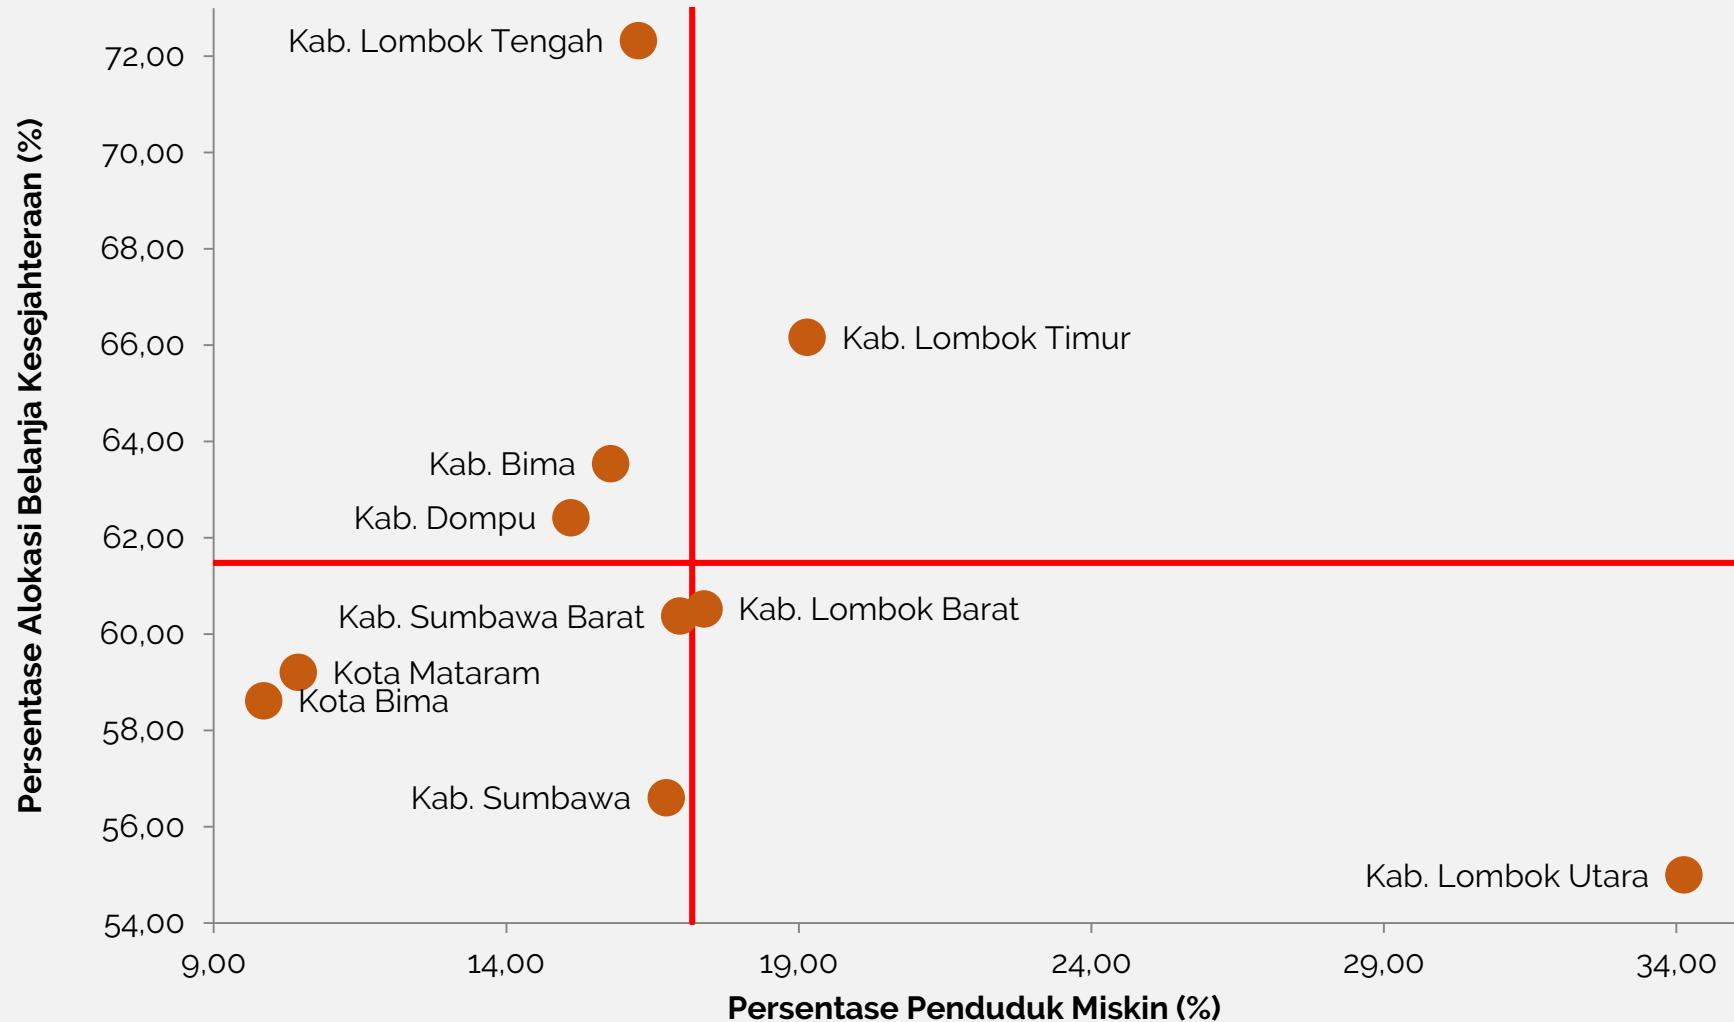 Persentase Alokasi Belanja Kesejahteraan (%)
72,00
70,00
68,00
66,00
64,00
62,00
60,00
58,00
56,00
54,00
Kab. Lombok Tengah
Kab. Lombok Timur
Kab. Bima
Kab. Dompu
Kab. Sumbawa Barat
Kab. Lombok Barat
Kota Mataram
Kota Bima
Kab. Sumbawa
Kab. Lombok Utara
9,00
14,00
19,00
24,00
29,00
34,00
Persentase Penduduk Miskin (%)